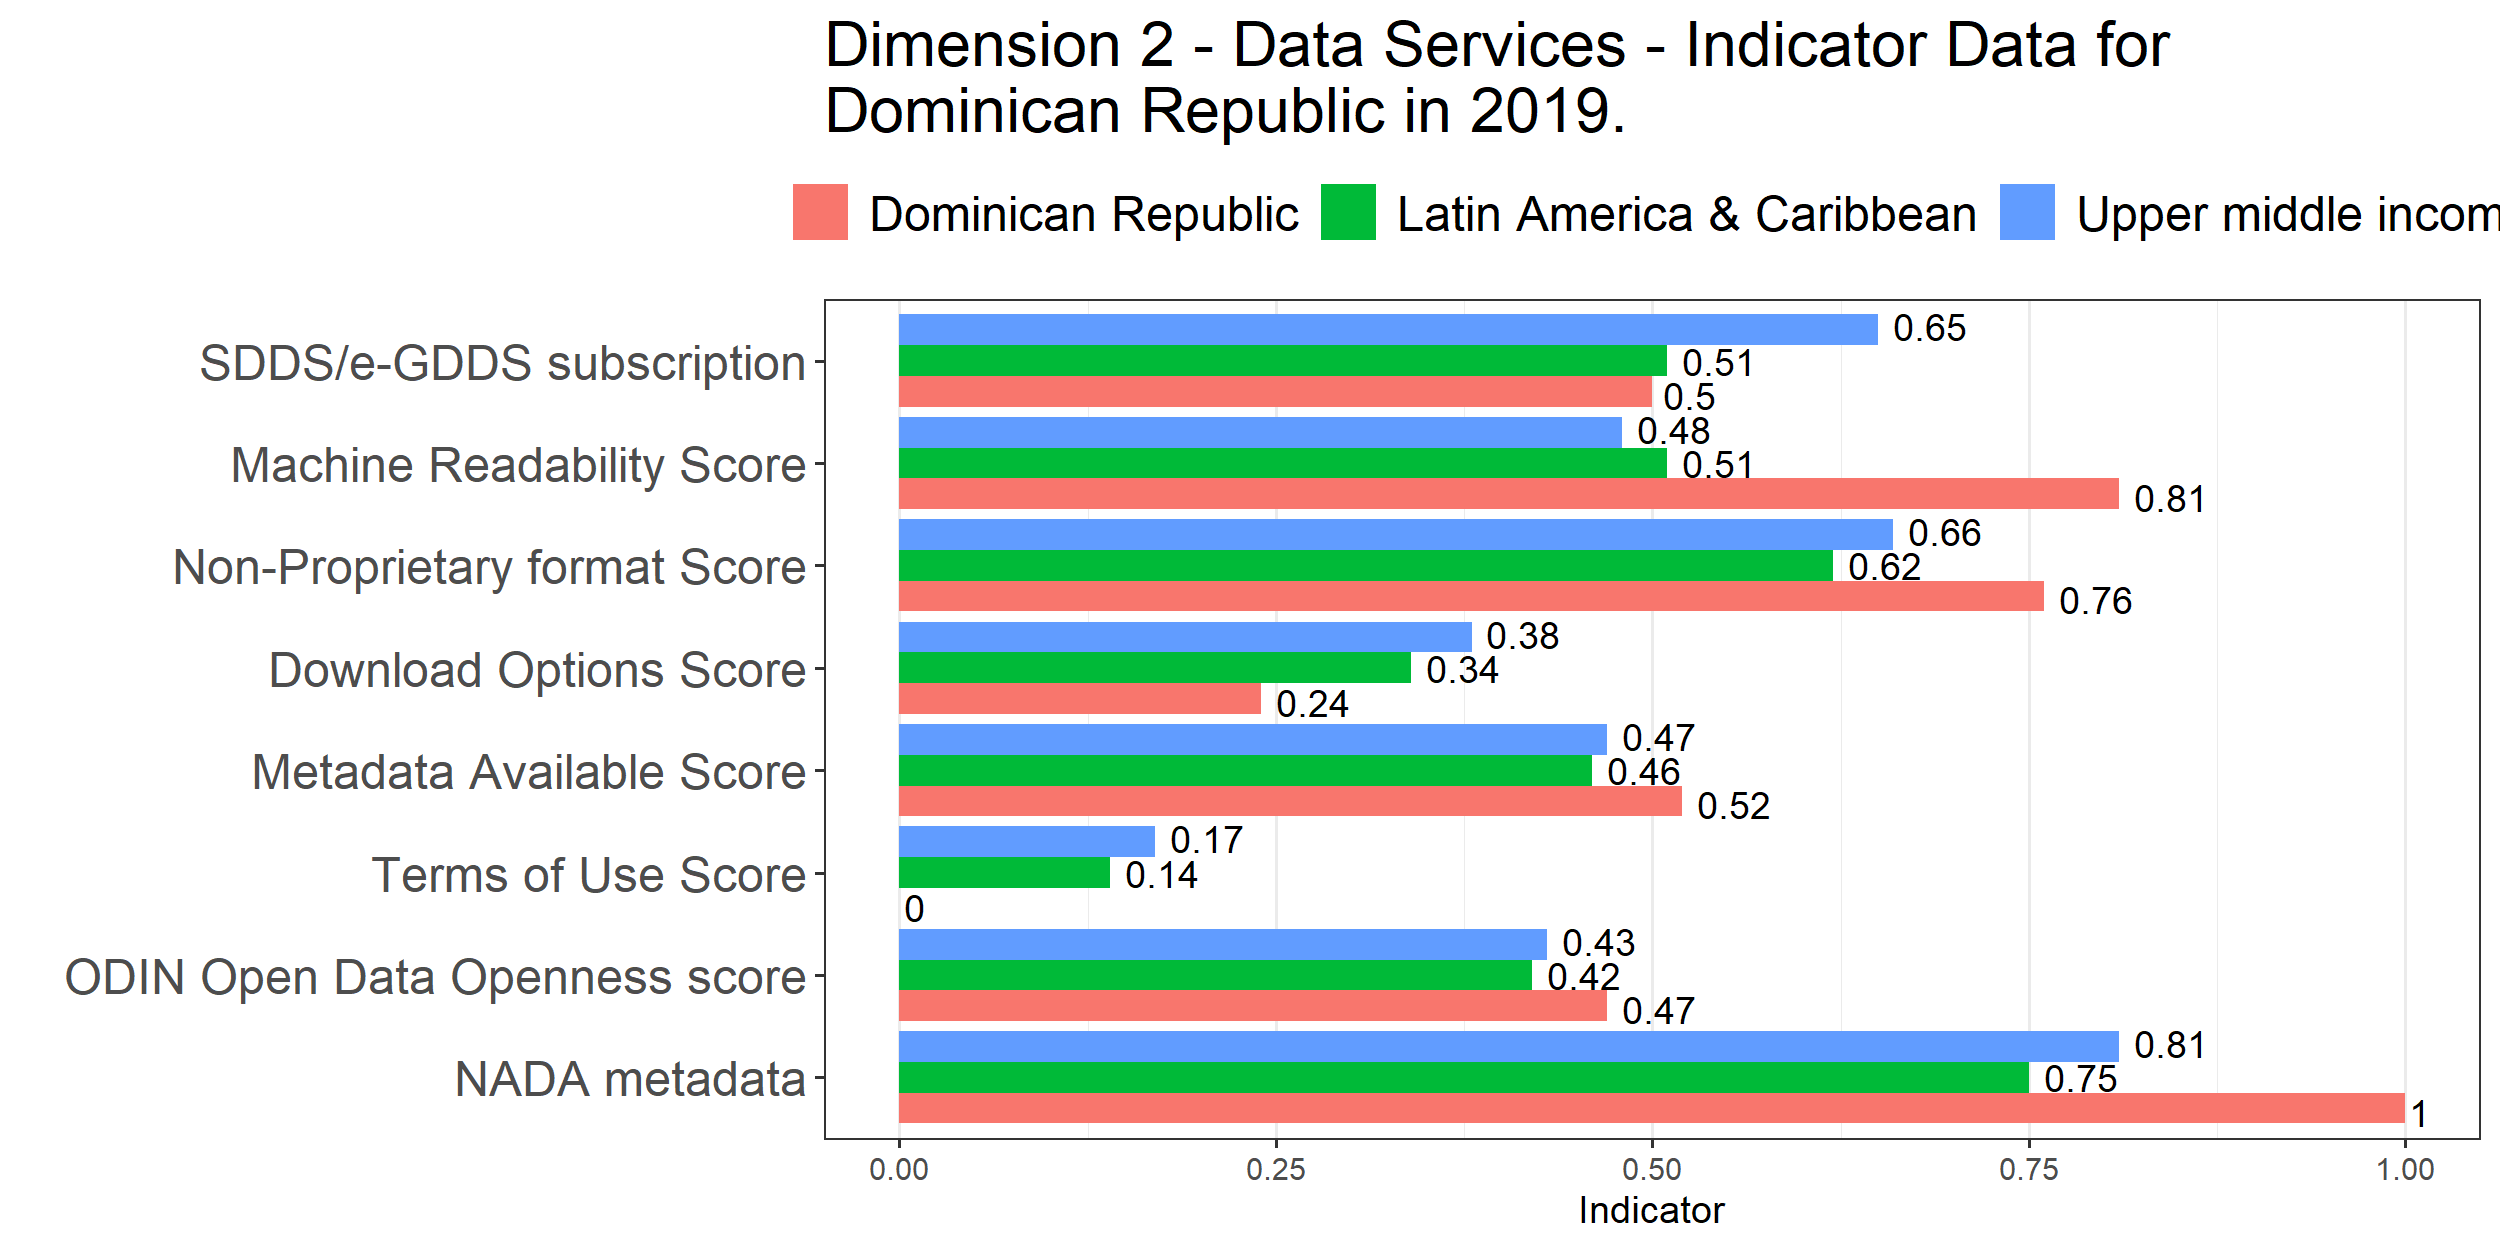 Dimension 2 - Data Services - Indicator Data for
Dominican Republic in 2019.
Dominican Republic
Latin America & Caribbean
Upper middle incom
SDDS/e-GDDS subscription
0.65
0.51
0.5
Machine Readability Score
0.48
0.51
0.81
Non-Proprietary format Score
0.66
0.62
0.76
Download Options Score
0.38
0.34
0.24
Metadata Available Score
0.47
0.46
0.52
Terms of Use Score
0.17
0.14
0
ODIN Open Data Openness score
0.43
0.42
0.47
NADA metadata
0.81
0.75
1
0.00 0.25 0.50 0.75 1.00
Indicator